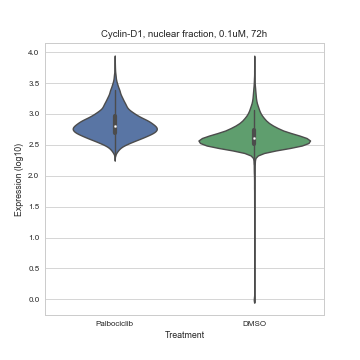 Cyclin-D1, nuclear fraction, 0.1uM, 72h
4.0
3.5
3.0
2.5
2.0
1.5
1.0
0.5
0.0
Expression (log10)
Palbociclib
DMSO
Treatment